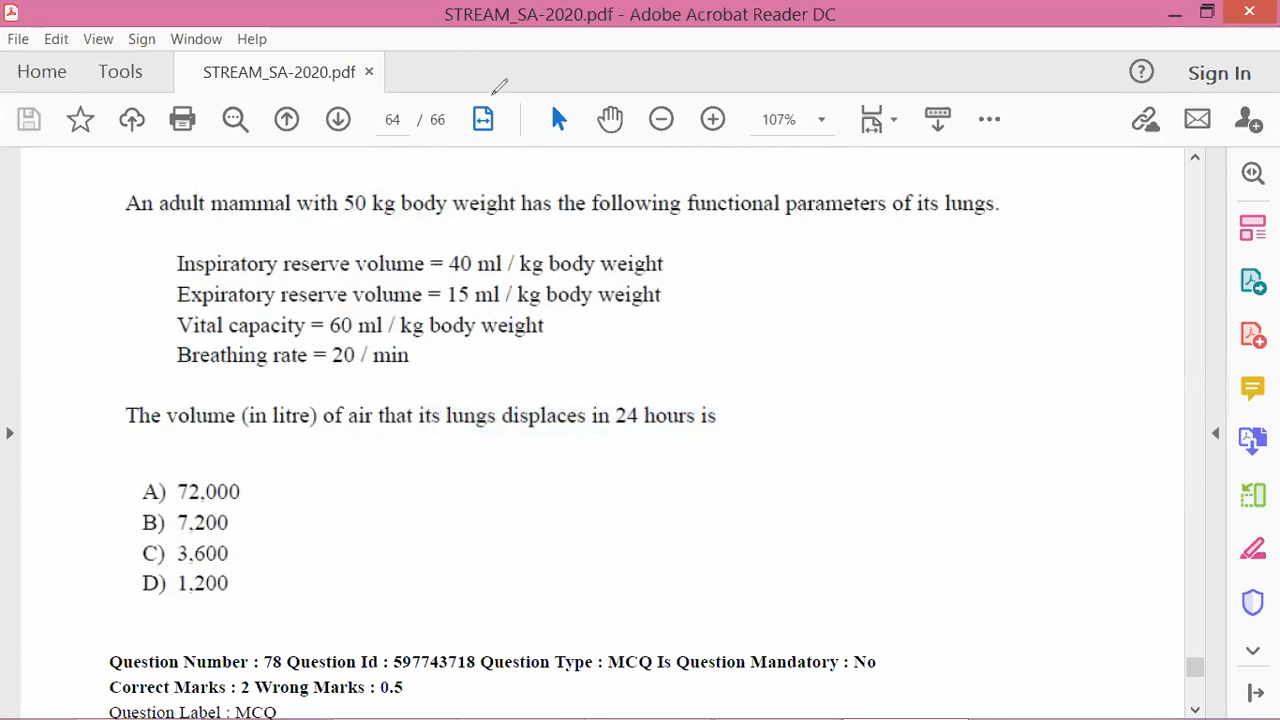 STREAM_SA-2020.pdf - Adobe Acrobat Reader DC
File Edit View Sign Window Help
Home Tools STREAM_SA-2020.pdf × Sign In
64 / 66 107%
An adult mammal with 50 kg body weight has the following functional parameters of its lungs.
Inspiratory reserve volume = 40 ml / kg body weight
Expiratory reserve volume = 15 ml / kg body weight
Vital capacity = 60 ml / kg body weight
Breathing rate = 20 / min
The volume (in litre) of air that its lungs displaces in 24 hours is
A) 72,000
B) 7,200
C) 3,600
D) 1,200
Question Number : 78 Question Id : 597743718 Question Type : MCQ Is Question Mandatory : No
Correct Marks : 2 Wrong Marks : 0.5
Question Label : MCQ